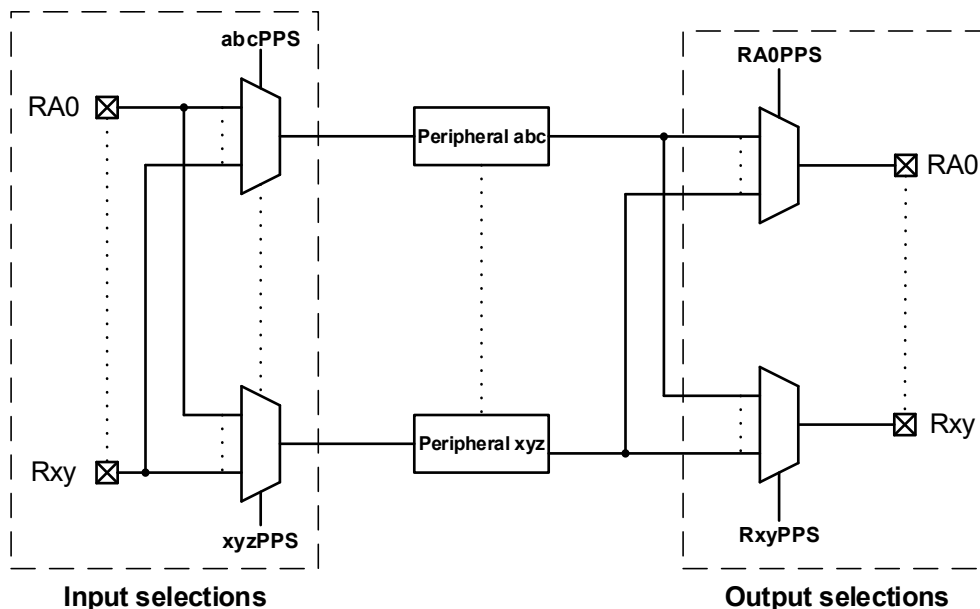 abcPPS
RA0PPS
RA0
Peripheral abc
RA0
Peripheral xyz
Rxy
Rxy
xyzPPS
RxyPPS
Input selections
Output selections